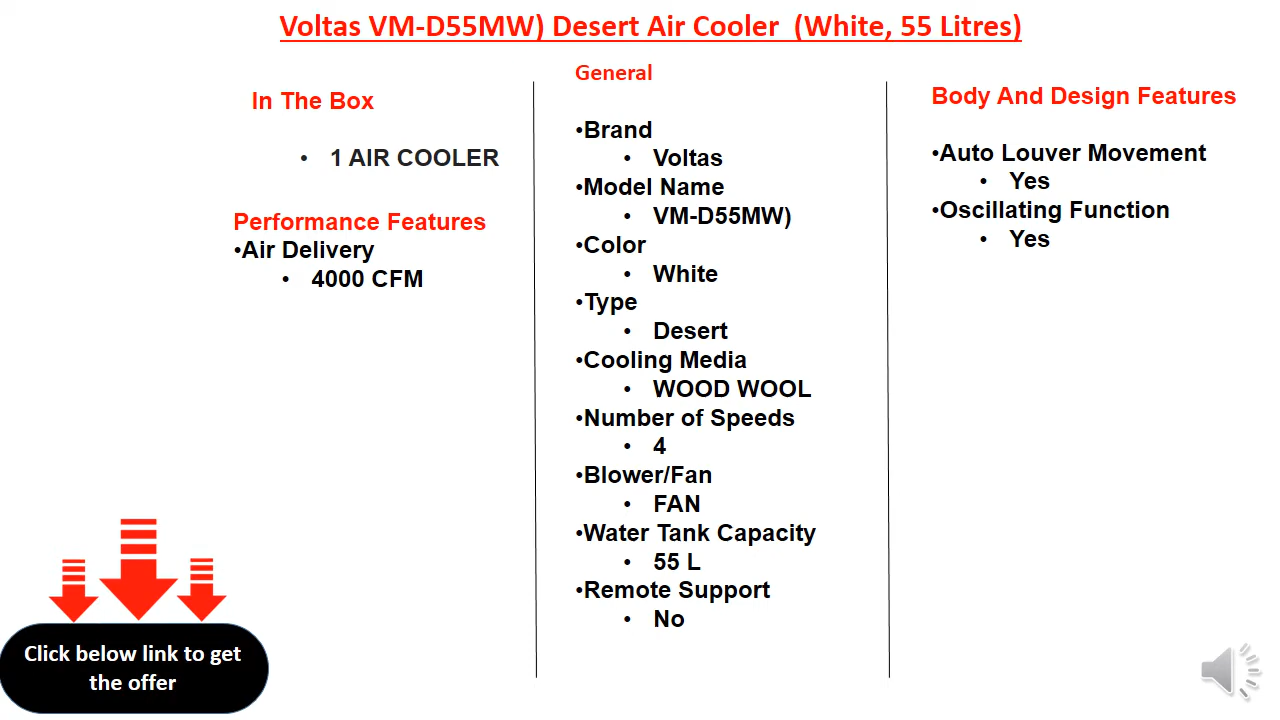 Voltas VM-D55MW) Desert Air Cooler (White, 55 Litres)
In The Box
• 1 AIR COOLER
Performance Features
•Air Delivery
• 4000 CFM
General
•Brand
• Voltas
•Model Name
• VM-D55MW)
•Color
• White
•Type
• Desert
•Cooling Media
• WOOD WOOL
•Number of Speeds
• 4
•Blower/Fan
• FAN
•Water Tank Capacity
• 55 L
•Remote Support
• No
Body And Design Features
•Auto Louver Movement
• Yes
•Oscillating Function
• Yes
Click below link to get
the offer